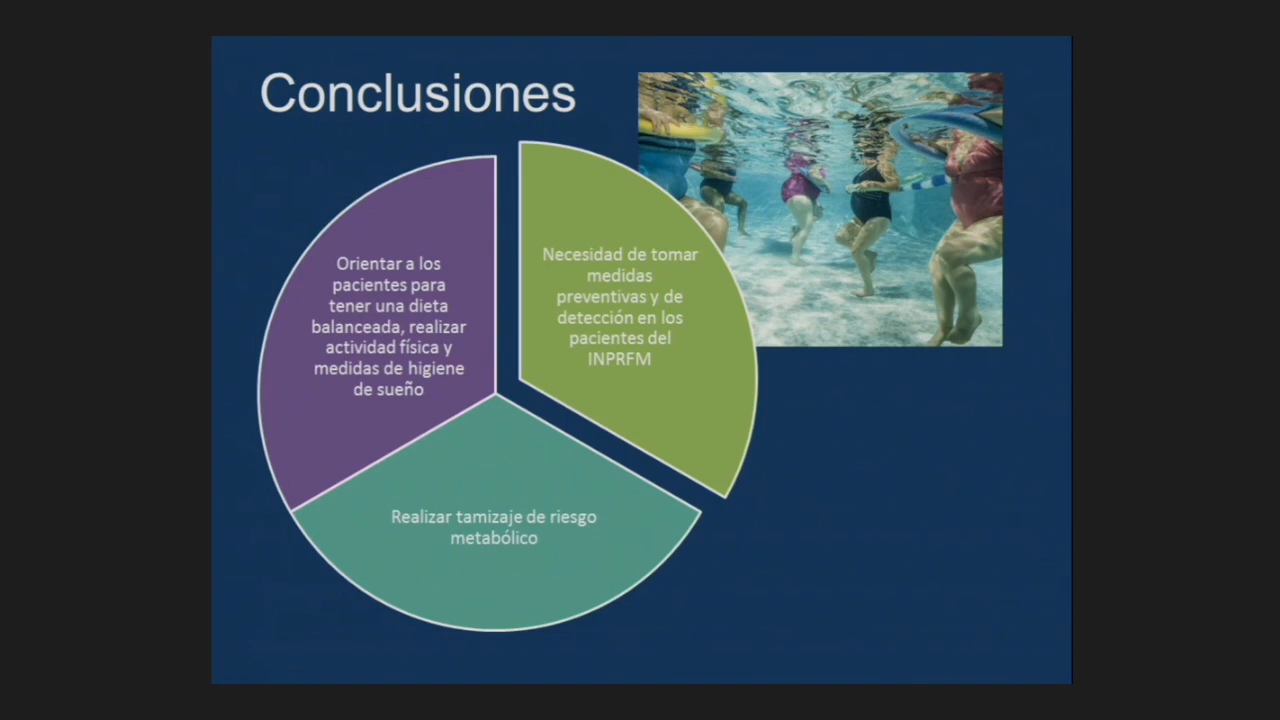 Conclusiones
Necesidad de tomar
medidas
preventivas y de
detección en los
pacientes del
INPRFM
Realizar tamizaje de riesgo
metabólico
Orientar a los
pacientes para
tener una dieta
balanceada, realizar
actividad física y
medidas de higiene
de sueño